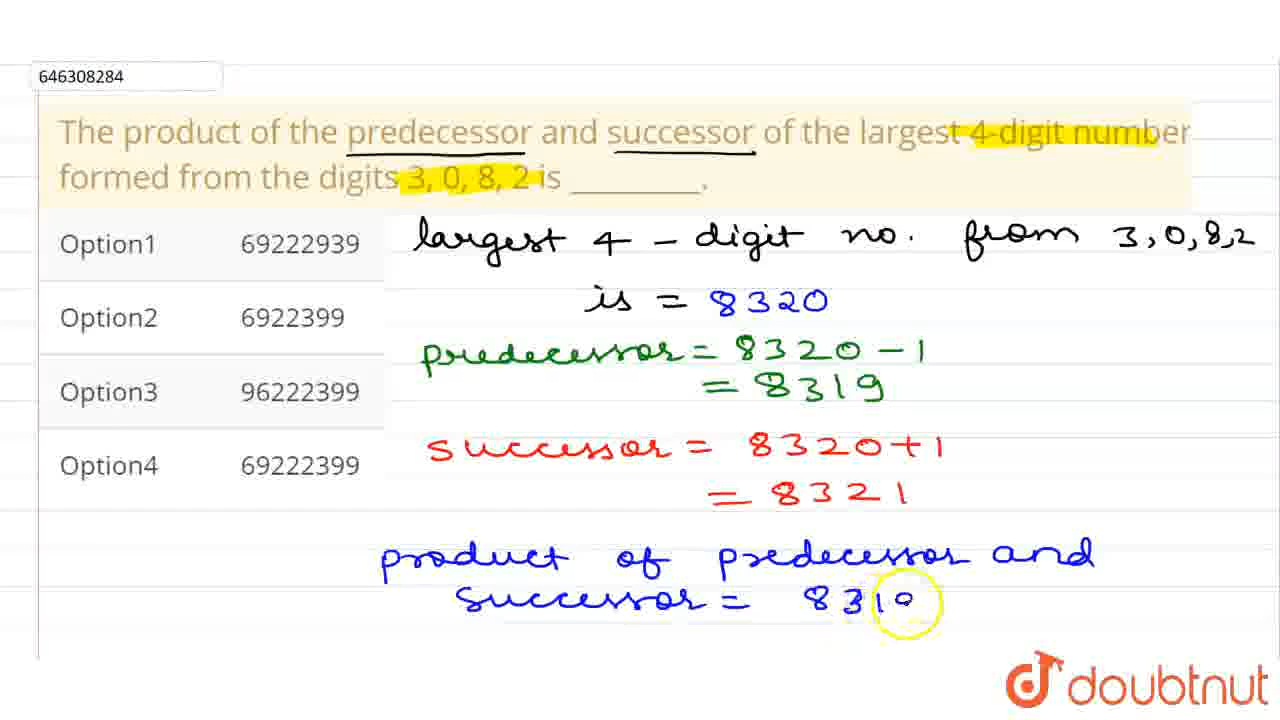 646308284
The product of the predecessor and successor of the largest 4-digit number
formed from the digits 3, 0, 8, 2 is _________.
Option1 69222939
Option2 6922399
Option3 96222399
Option4 69222399
largest 4 - digit no. from 3,0,8,2
is = 8320
predecessor = 8320 - 1
= 8319
successor = 8320 + 1
= 8321
product of predecessor and
successor = 831
doubtnut